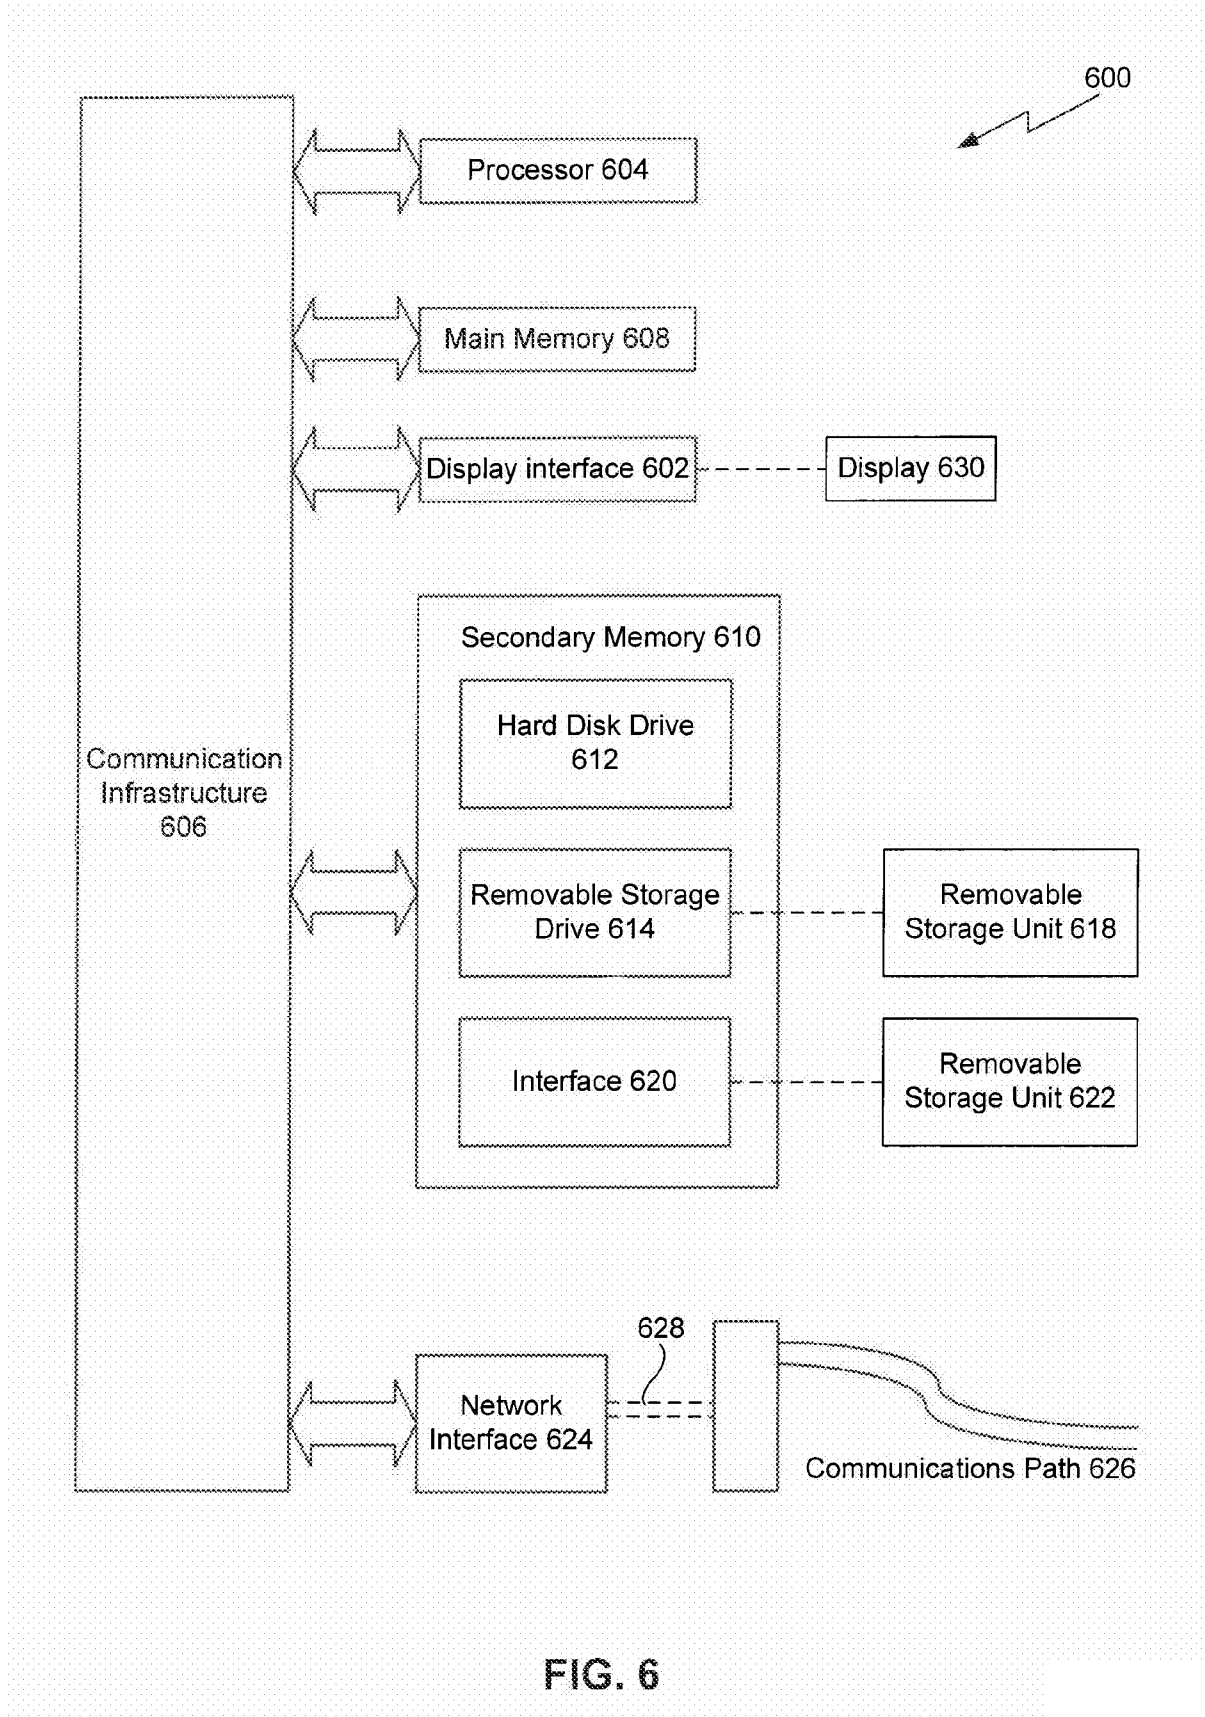 600
Processor 604
Main Memory 608
Display interface 602
Display 630
Secondary Memory 610
Hard Disk Drive
612
Communication
Infrastructure
606
Removable Storage
Drive 614
Removable
Storage Unit 618
Interface 620
Removable
Storage Unit 622
628
Network
Interface 624
Communications Path 626
FIG. 6